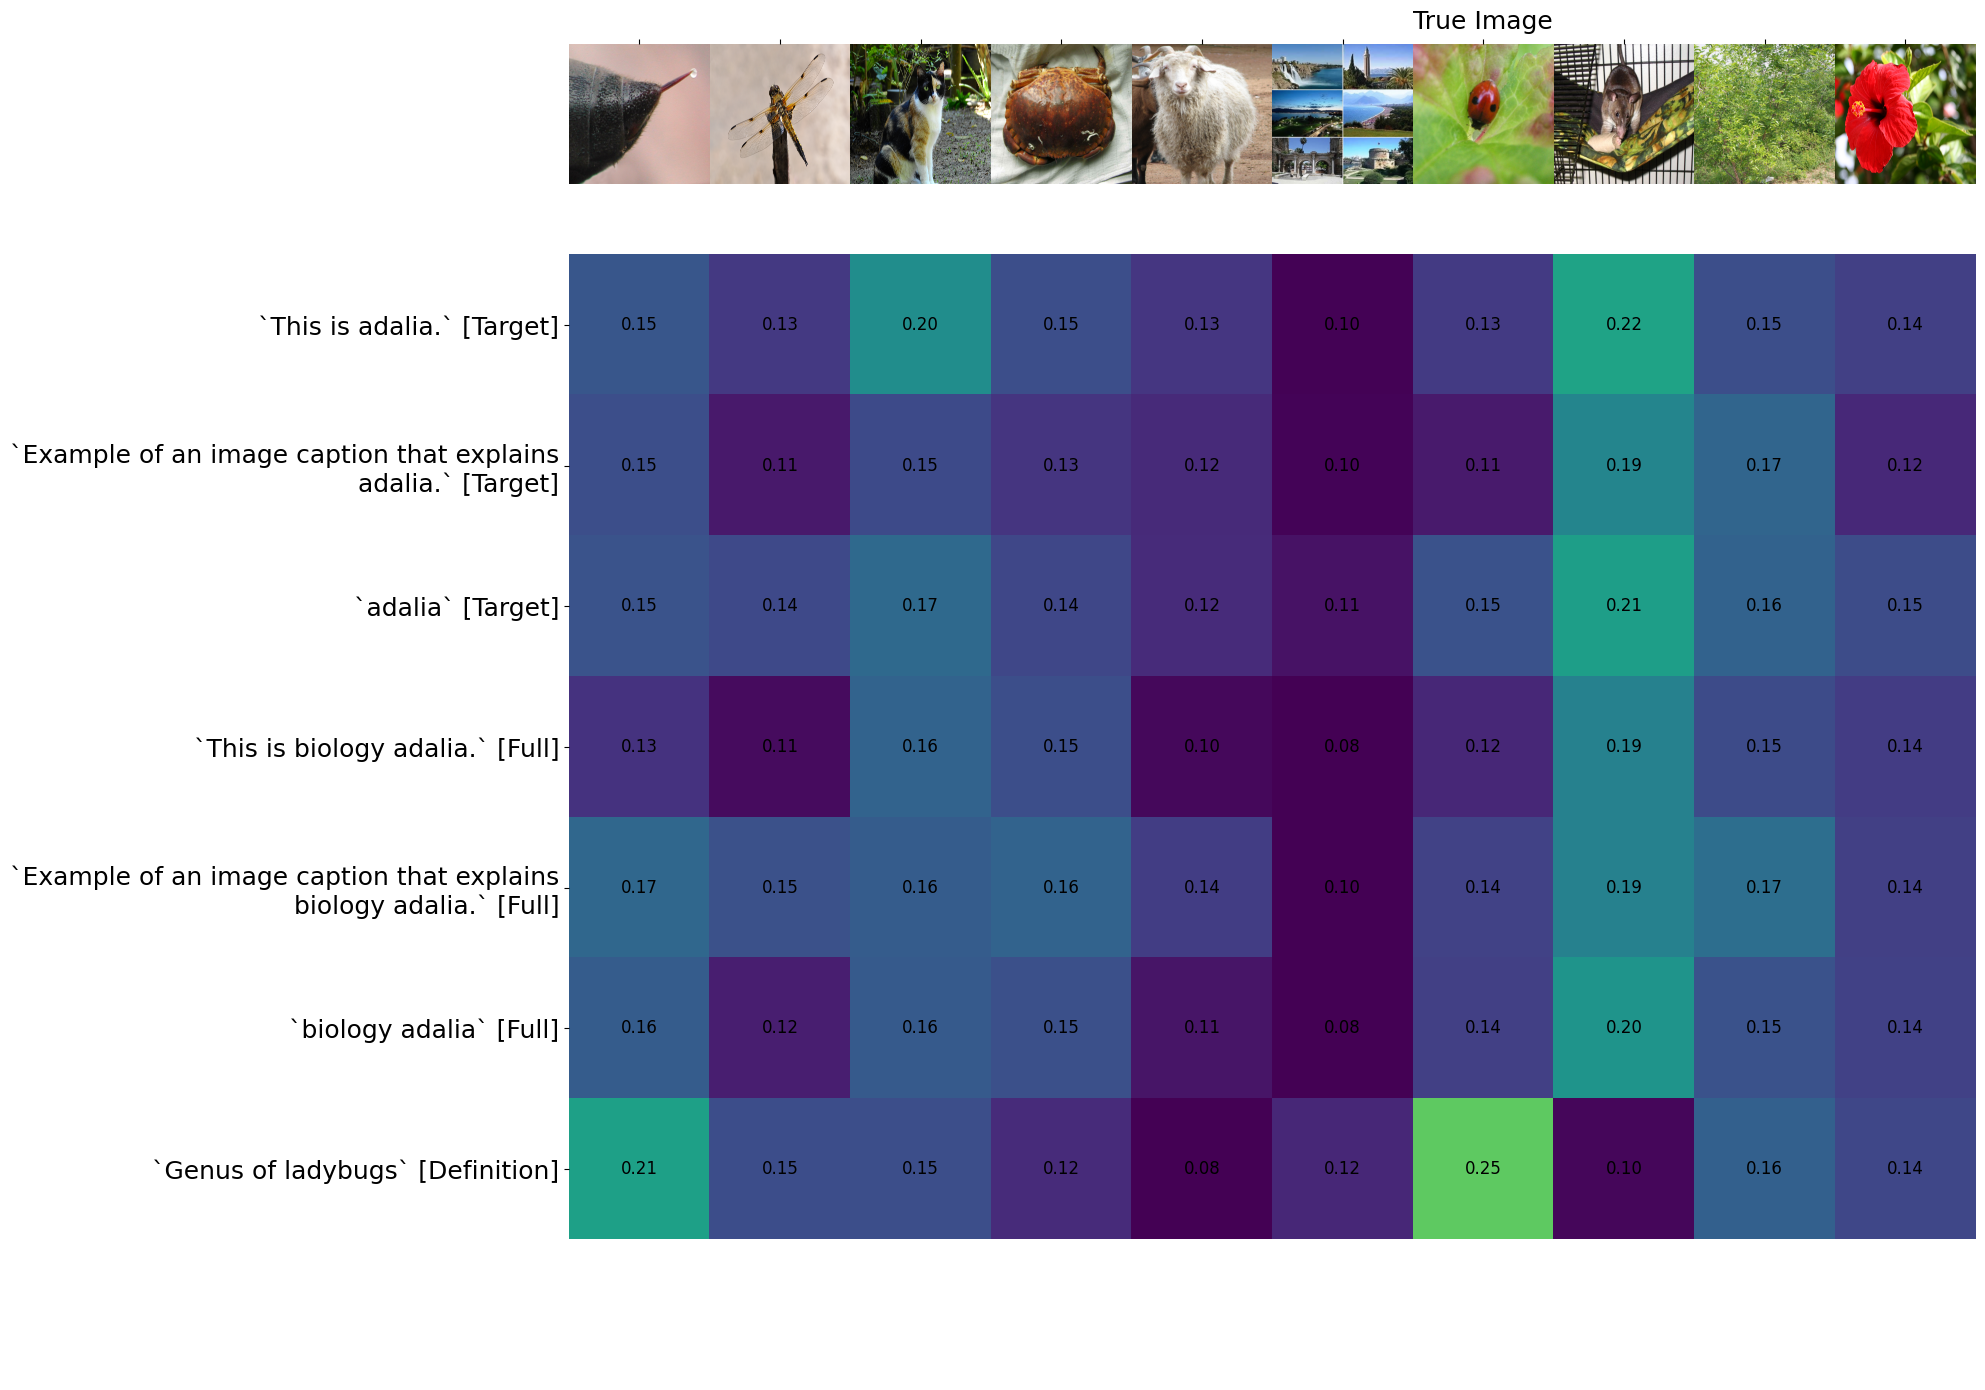 True Image
`This is adalia.` [Target]
0.15 0.13 0.20 0.15 0.13 0.10 0.13 0.22 0.15 0.14
`Example of an image caption that explains
adalia.` [Target]
0.15 0.11 0.15 0.13 0.12 0.10 0.11 0.19 0.17 0.12
`adalia` [Target]
0.15 0.14 0.17 0.14 0.12 0.11 0.15 0.21 0.16 0.15
`This is biology adalia.` [Full]
0.13 0.11 0.16 0.15 0.10 0.08 0.12 0.19 0.15 0.14
`Example of an image caption that explains
biology adalia.` [Full]
0.17 0.15 0.16 0.16 0.14 0.10 0.14 0.19 0.17 0.14
`biology adalia` [Full]
0.16 0.12 0.16 0.15 0.11 0.08 0.14 0.20 0.15 0.14
`Genus of ladybugs` [Definition]
0.21 0.15 0.15 0.12 0.08 0.12 0.25 0.10 0.16 0.14